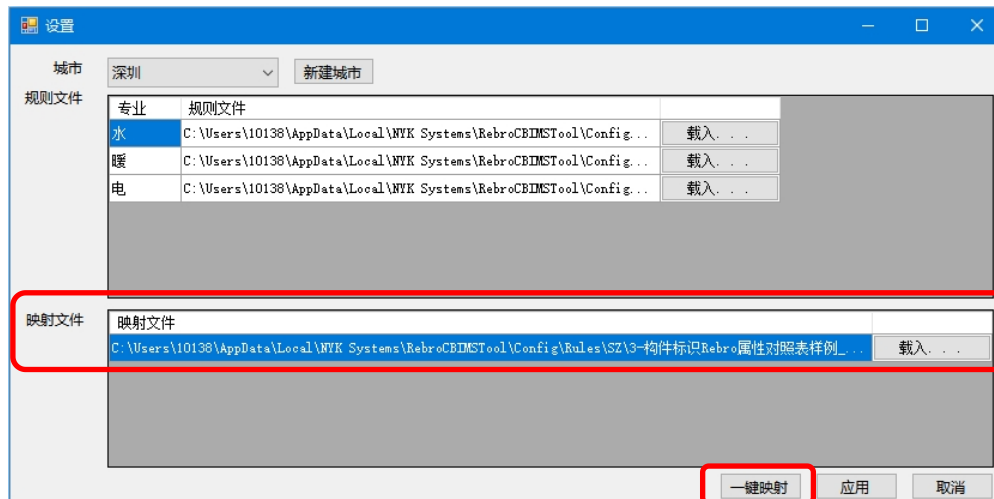 设置
城市 深圳 新建城市
规则文件
专业 规则文件
水 C:\Users\10138\AppData\Local\NYK Systems\RebroCBIMSTool\Config... 载入. . .
暖 C:\Users\10138\AppData\Local\NYK Systems\RebroCBIMSTool\Config... 载入. . .
电 C:\Users\10138\AppData\Local\NYK Systems\RebroCBIMSTool\Config... 载入. . .
映射文件
映射文件
C:\Users\10138\AppData\Local\NYK Systems\RebroCBIMSTool\Config\Rules\SZ\3-构件标识Rebro属性对照表样例_... 载入. . .
一键映射 应用 取消